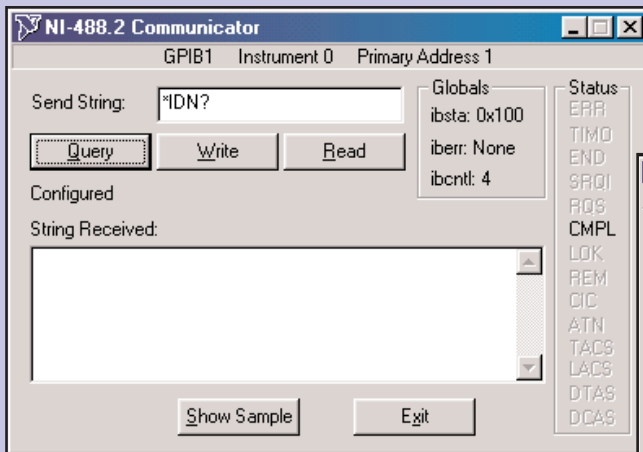 NI-488.2 Communicator
GPIB1 Instrument 0 Primary Address 1
Send String:
*IDN?
Query Write Read
Configured
String Received:
Show Sample Exit
Globals
ibsta: 0x100
iberr: None
ibcntl: 4
Status
ERR
TIMO
END
SRQI
RQS
CMPL
LOK
REM
CIC
ATN
TACS
LACS
DTAS
DCAS